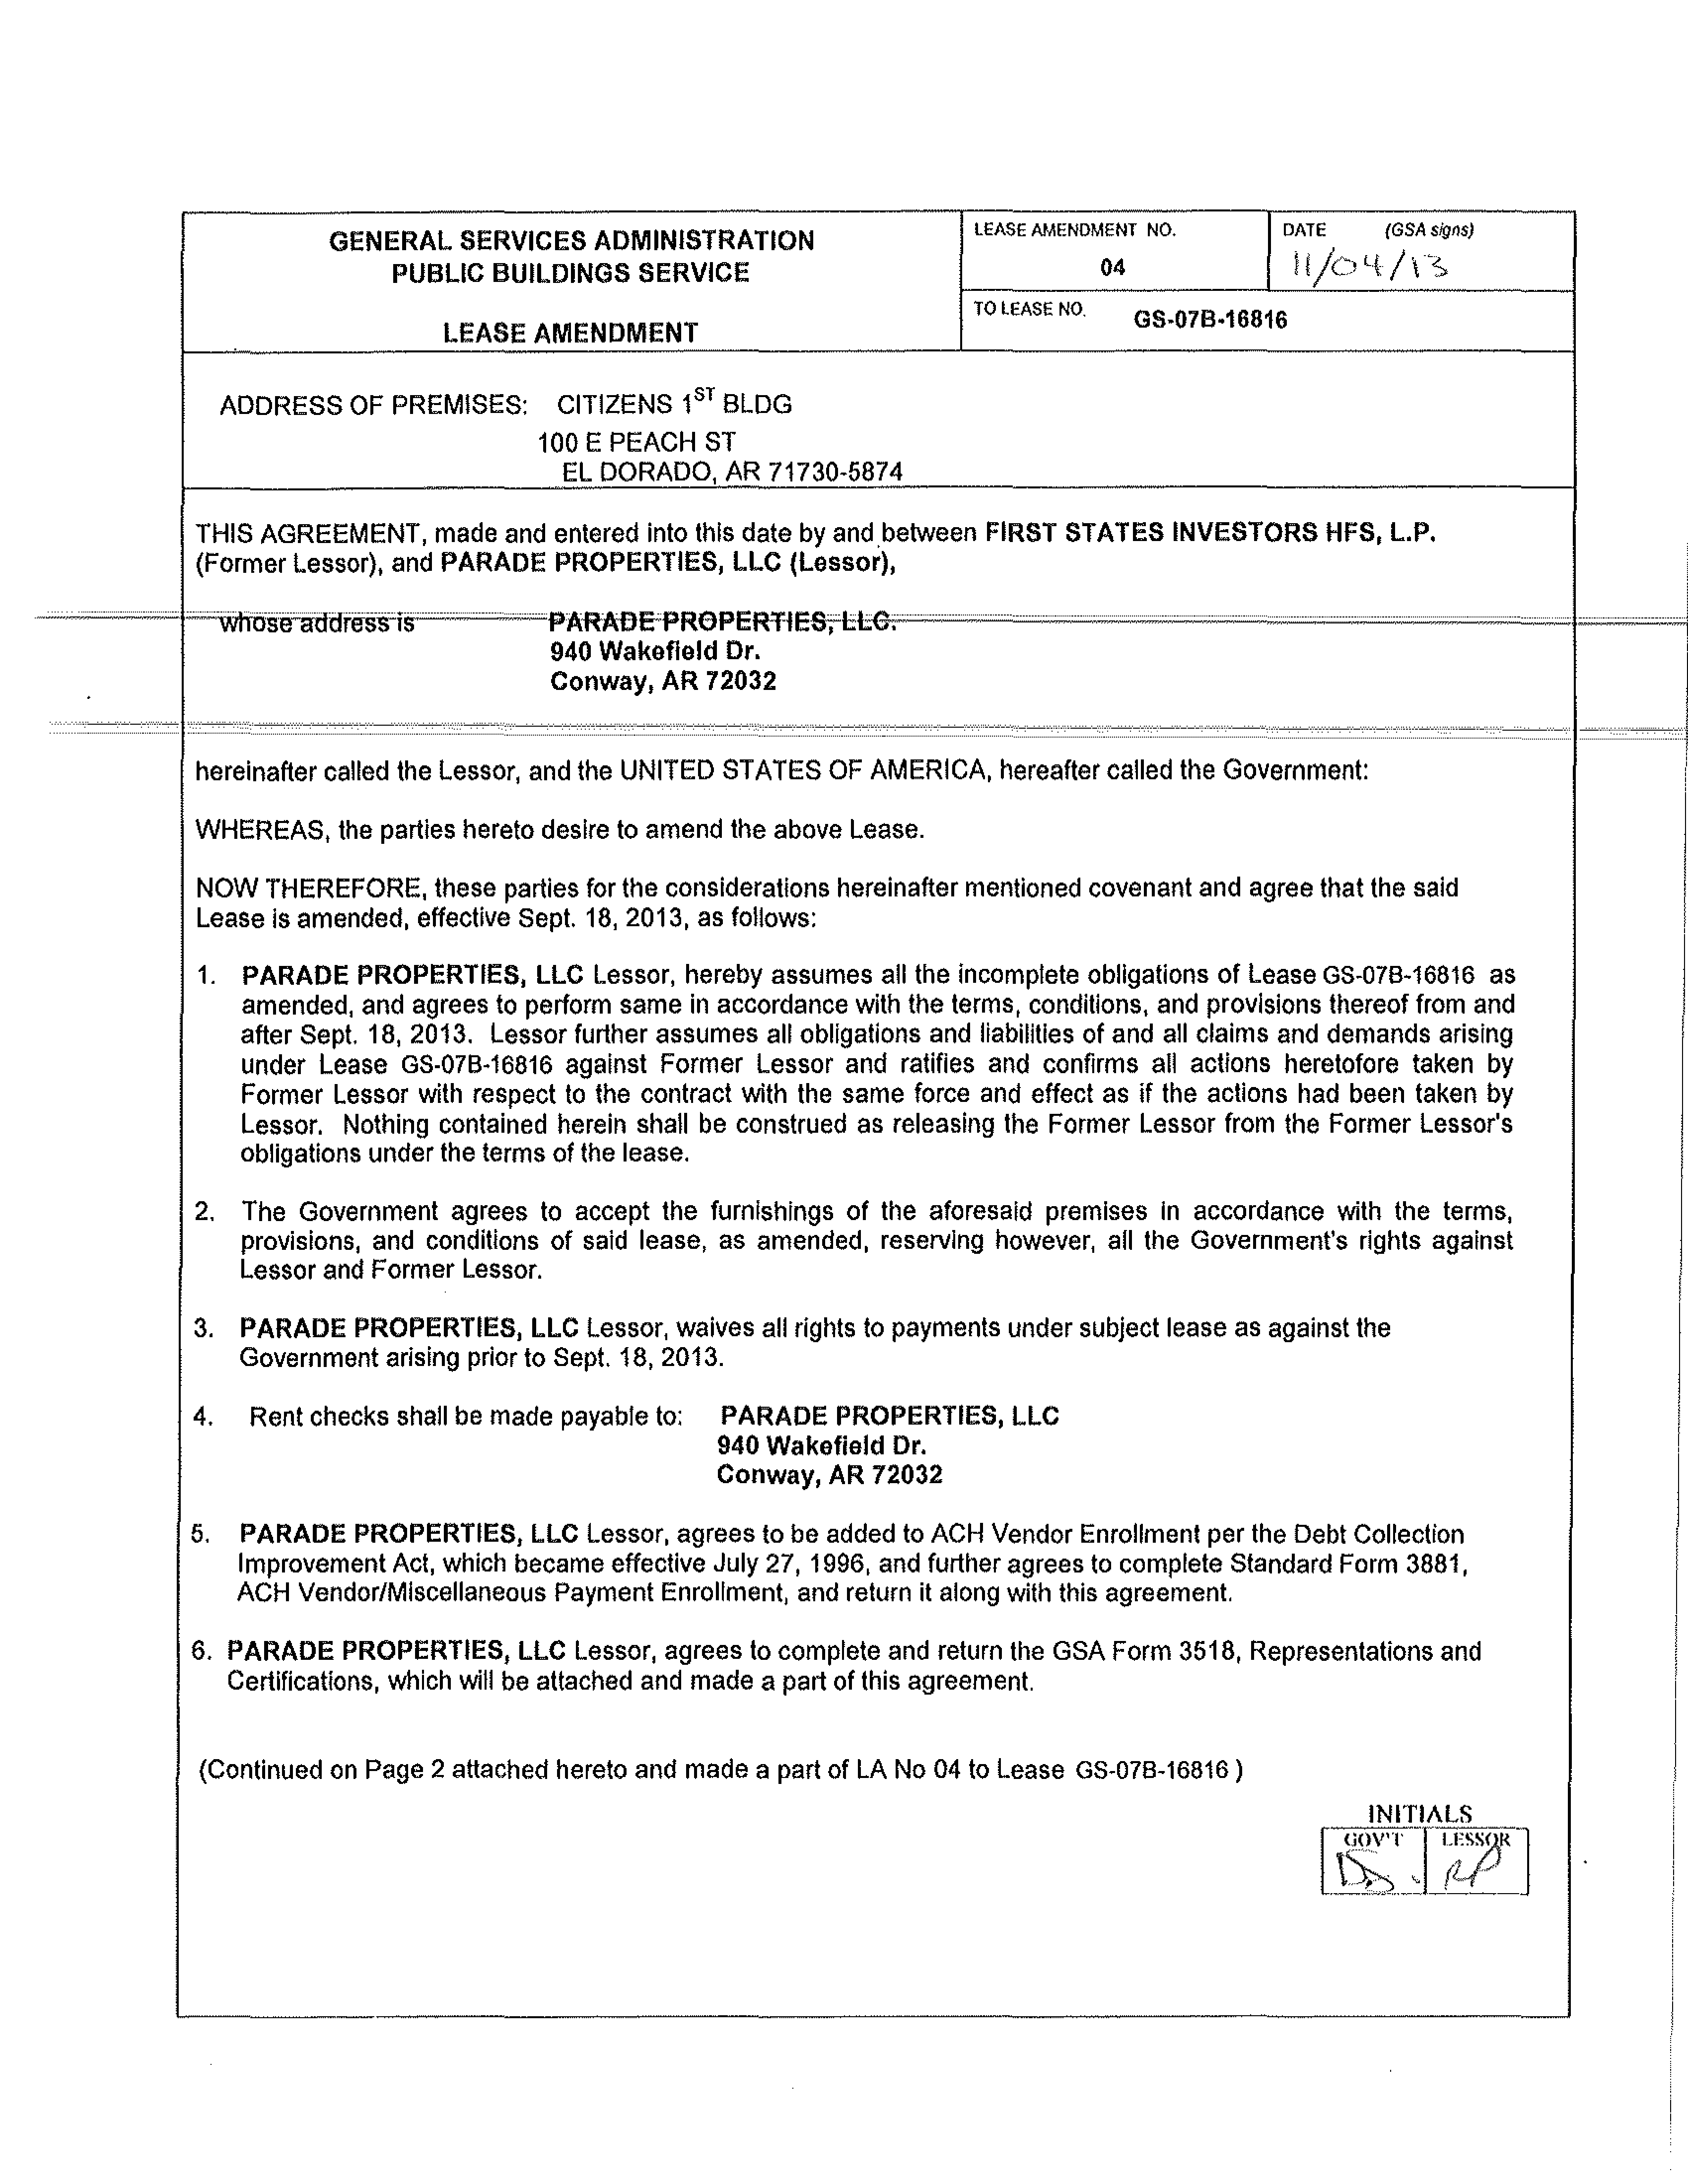 GENERAL SERVICES ADMINISTRATION
PUBLIC BUILDINGS SERVICE
LEASE AMENDMENT
LEASE AMENDMENT NO.
04
DATE (GSA signs)
11/04/13
TO LEASE NO. GS-07B-16816
ADDRESS OF PREMISES: CITIZENS 1ST BLDG
100 E PEACH ST
EL DORADO, AR 71730-5874
THIS AGREEMENT, made and entered into this date by and between FIRST STATES INVESTORS HFS, L.P.
(Former Lessor), and PARADE PROPERTIES, LLC (Lessor),
whose address is PARADE PROPERTIES, LLC.
940 Wakefield Dr.
Conway, AR 72032
hereinafter called the Lessor, and the UNITED STATES OF AMERICA, hereafter called the Government:
WHEREAS, the parties hereto desire to amend the above Lease.
NOW THEREFORE, these parties for the considerations hereinafter mentioned covenant and agree that the said
Lease is amended, effective Sept. 18, 2013, as follows:
1. PARADE PROPERTIES, LLC Lessor, hereby assumes all the incomplete obligations of Lease GS-07B-16816 as
amended, and agrees to perform same in accordance with the terms, conditions, and provisions thereof from and
after Sept. 18, 2013. Lessor further assumes all obligations and liabilities of and all claims and demands arising
under Lease GS-07B-16816 against Former Lessor and ratifies and confirms all actions heretofore taken by
Former Lessor with respect to the contract with the same force and effect as if the actions had been taken by
Lessor. Nothing contained herein shall be construed as releasing the Former Lessor from the Former Lessor's
obligations under the terms of the lease.
2. The Government agrees to accept the furnishings of the aforesaid premises in accordance with the terms,
provisions, and conditions of said lease, as amended, reserving however, all the Government's rights against
Lessor and Former Lessor.
3. PARADE PROPERTIES, LLC Lessor, waives all rights to payments under subject lease as against the
Government arising prior to Sept. 18, 2013.
4. Rent checks shall be made payable to: PARADE PROPERTIES, LLC
940 Wakefield Dr.
Conway, AR 72032
5. PARADE PROPERTIES, LLC Lessor, agrees to be added to ACH Vendor Enrollment per the Debt Collection
Improvement Act, which became effective July 27, 1996, and further agrees to complete Standard Form 3881,
ACH Vendor/Miscellaneous Payment Enrollment, and return it along with this agreement.
6. PARADE PROPERTIES, LLC Lessor, agrees to complete and return the GSA Form 3518, Representations and
Certifications, which will be attached and made a part of this agreement.
(Continued on Page 2 attached hereto and made a part of LA No 04 to Lease GS-07B-16816 )
INITIALS
GOV'T LESSOR
RP